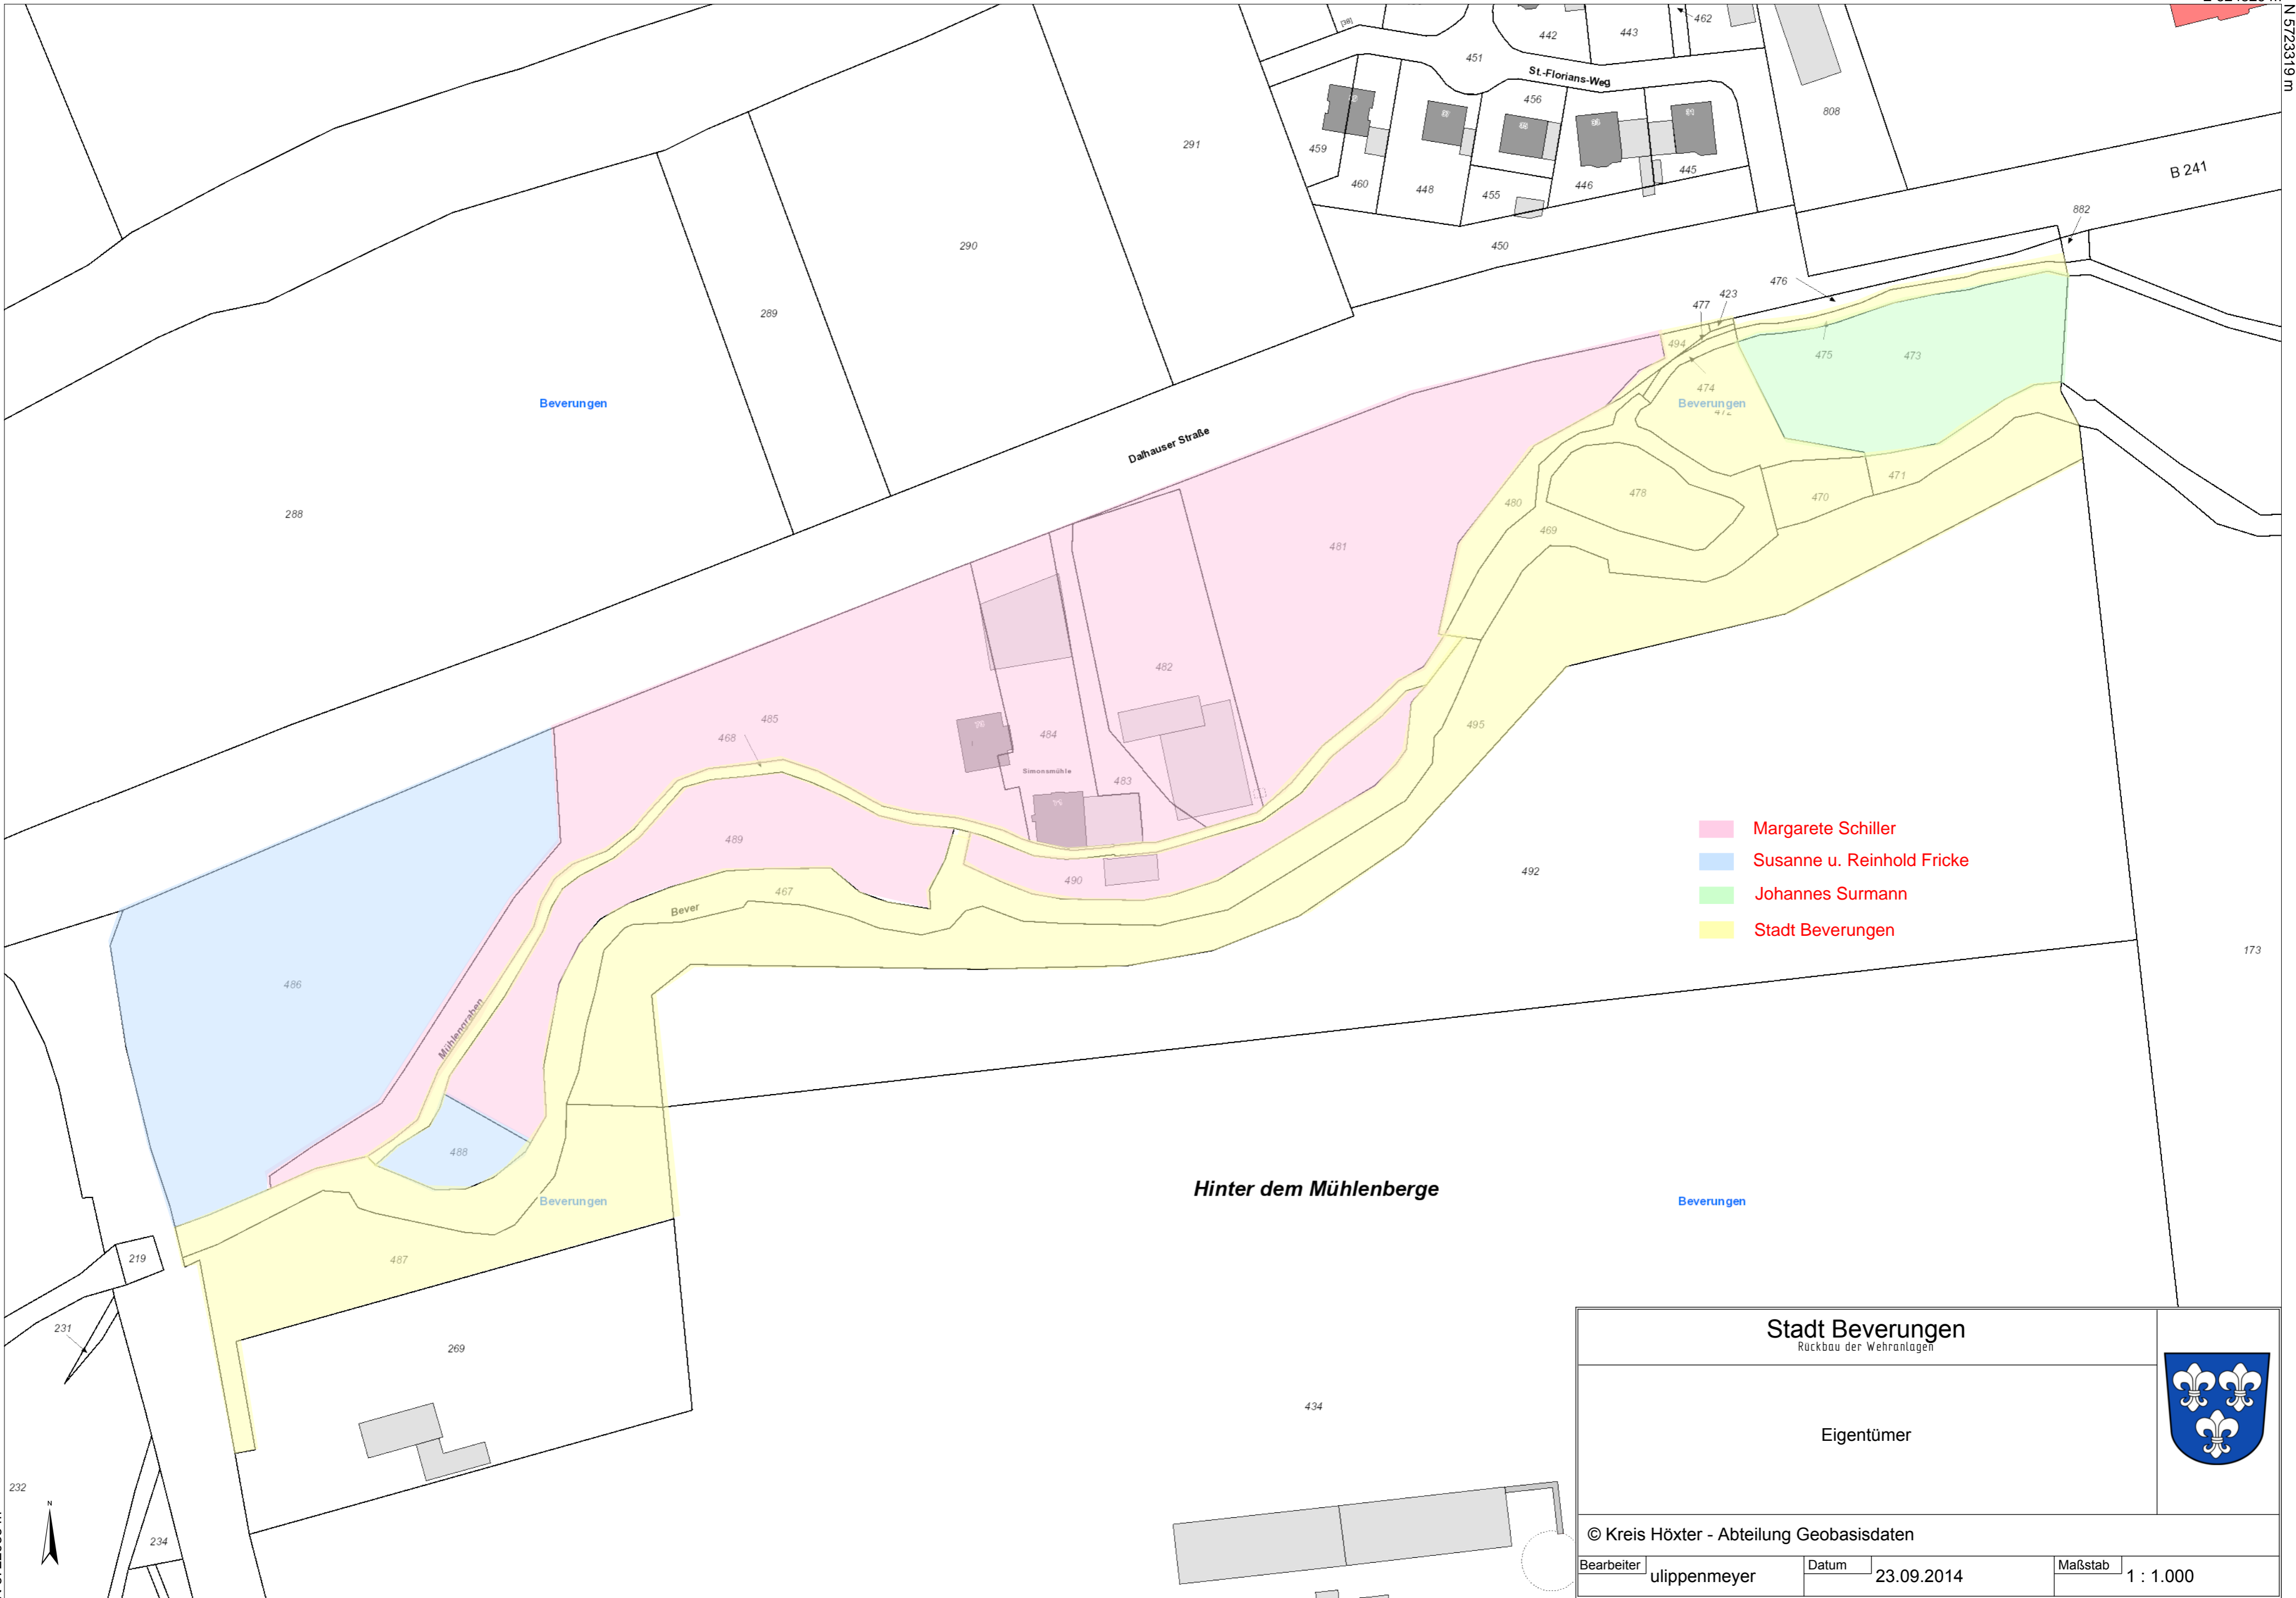 N 5723319 m
[38]
462
442
443
451
St.-Florians-Weg
456
808
291
459
460
448
455
446
445
B 241
882
290
450
476
423
477
289
494
475
473
474
Beverungen
Beverungen
Dalhauser Straße
288
478
471
470
480
469
481
482
485
468
484
495
Simonsmühle
483
489
490
467
Bever
492
Margarete Schiller
Susanne u. Reinhold Fricke
Johannes Surmann
Stadt Beverungen
173
486
Mühlengraben
488
Beverungen
Hinter dem Mühlenberge
Beverungen
219
487
231
269
434
232
N
234
Stadt Beverungen
Rückbau der Wehranlagen
Eigentümer
© Kreis Höxter - Abteilung Geobasisdaten
Bearbeiter
ulippenmeyer
Datum
23.09.2014
Maßstab
1 : 1.000